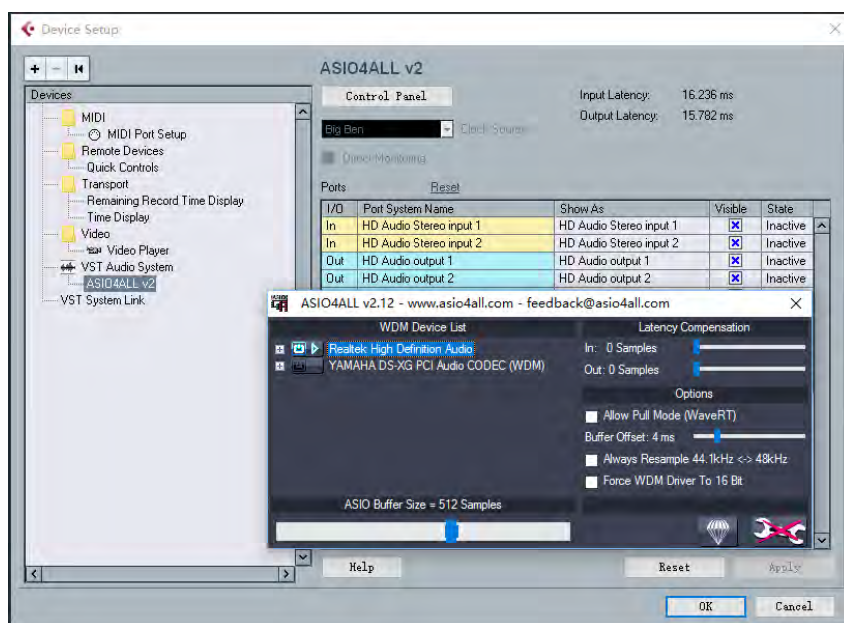 Device Setup
Devices
MIDI
MIDI Port Setup
Remote Devices
Quick Controls
Transport
Remaining Record Time Display
Time Display
Video
Video Player
VST Audio System
ASIO4ALL v2
VST System Link
ASIO4ALL v2
Control Panel
Input Latency: 16.236 ms
Output Latency: 15.782 ms
Big Ben
Clock Source
Direct Monitoring
Ports Reset
I/O Port System Name Show As Visible State
In HD Audio Stereo input 1 HD Audio Stereo input 1 Inactive
In HD Audio Stereo input 2 HD Audio Stereo input 2 Inactive
Out HD Audio output 1 HD Audio output 1 Inactive
Out HD Audio output 2 HD Audio output 2 Inactive
ASIO4ALL v2.12 - www.asio4all.com - feedback@asio4all.com
WDM Device List
Realtek High Definition Audio
YAMAHA DS-XG PCI Audio CODEC (WDM)
ASIO Buffer Size = 512 Samples
Latency Compensation
In: 0 Samples
Out: 0 Samples
Options
Allow Pull Mode (WaveRT)
Buffer Offset: 4 ms
Always Resample 44.1kHz <-> 48kHz
Force WDM Driver To 16 Bit
Help Reset Apply
OK Cancel